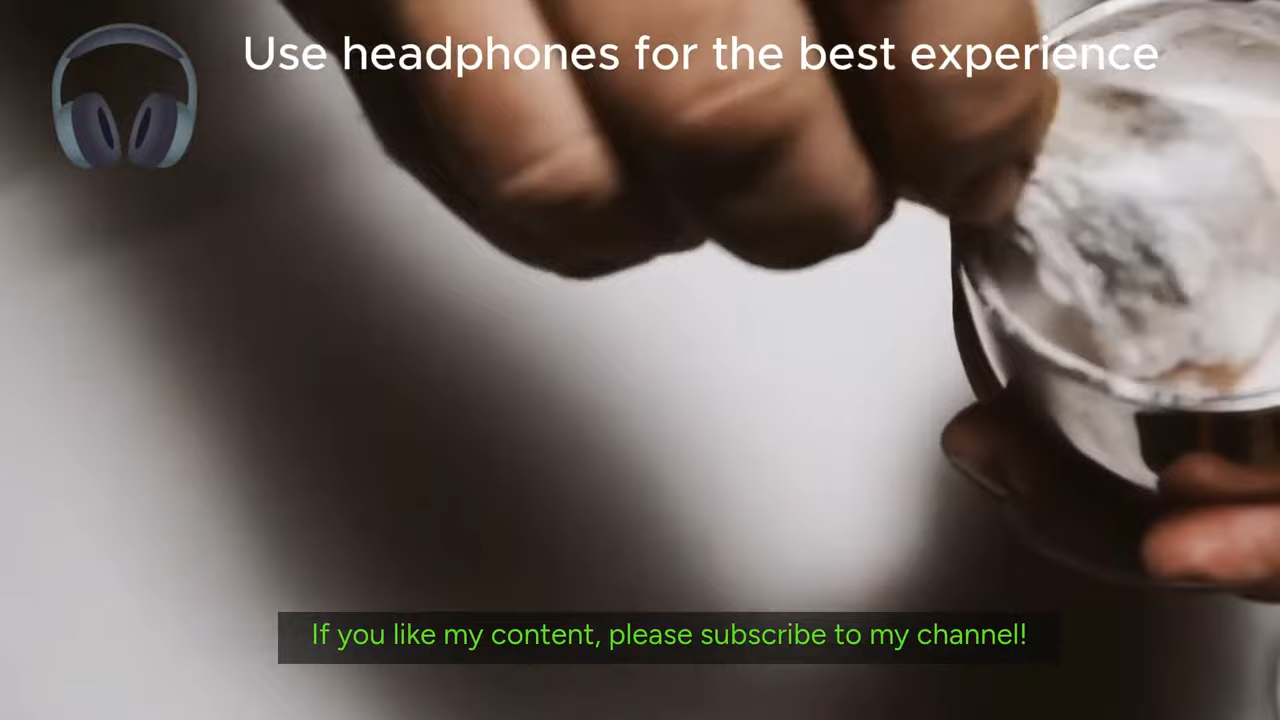 Use headphones for the best experience
If you like my content, please subscribe to my channel!